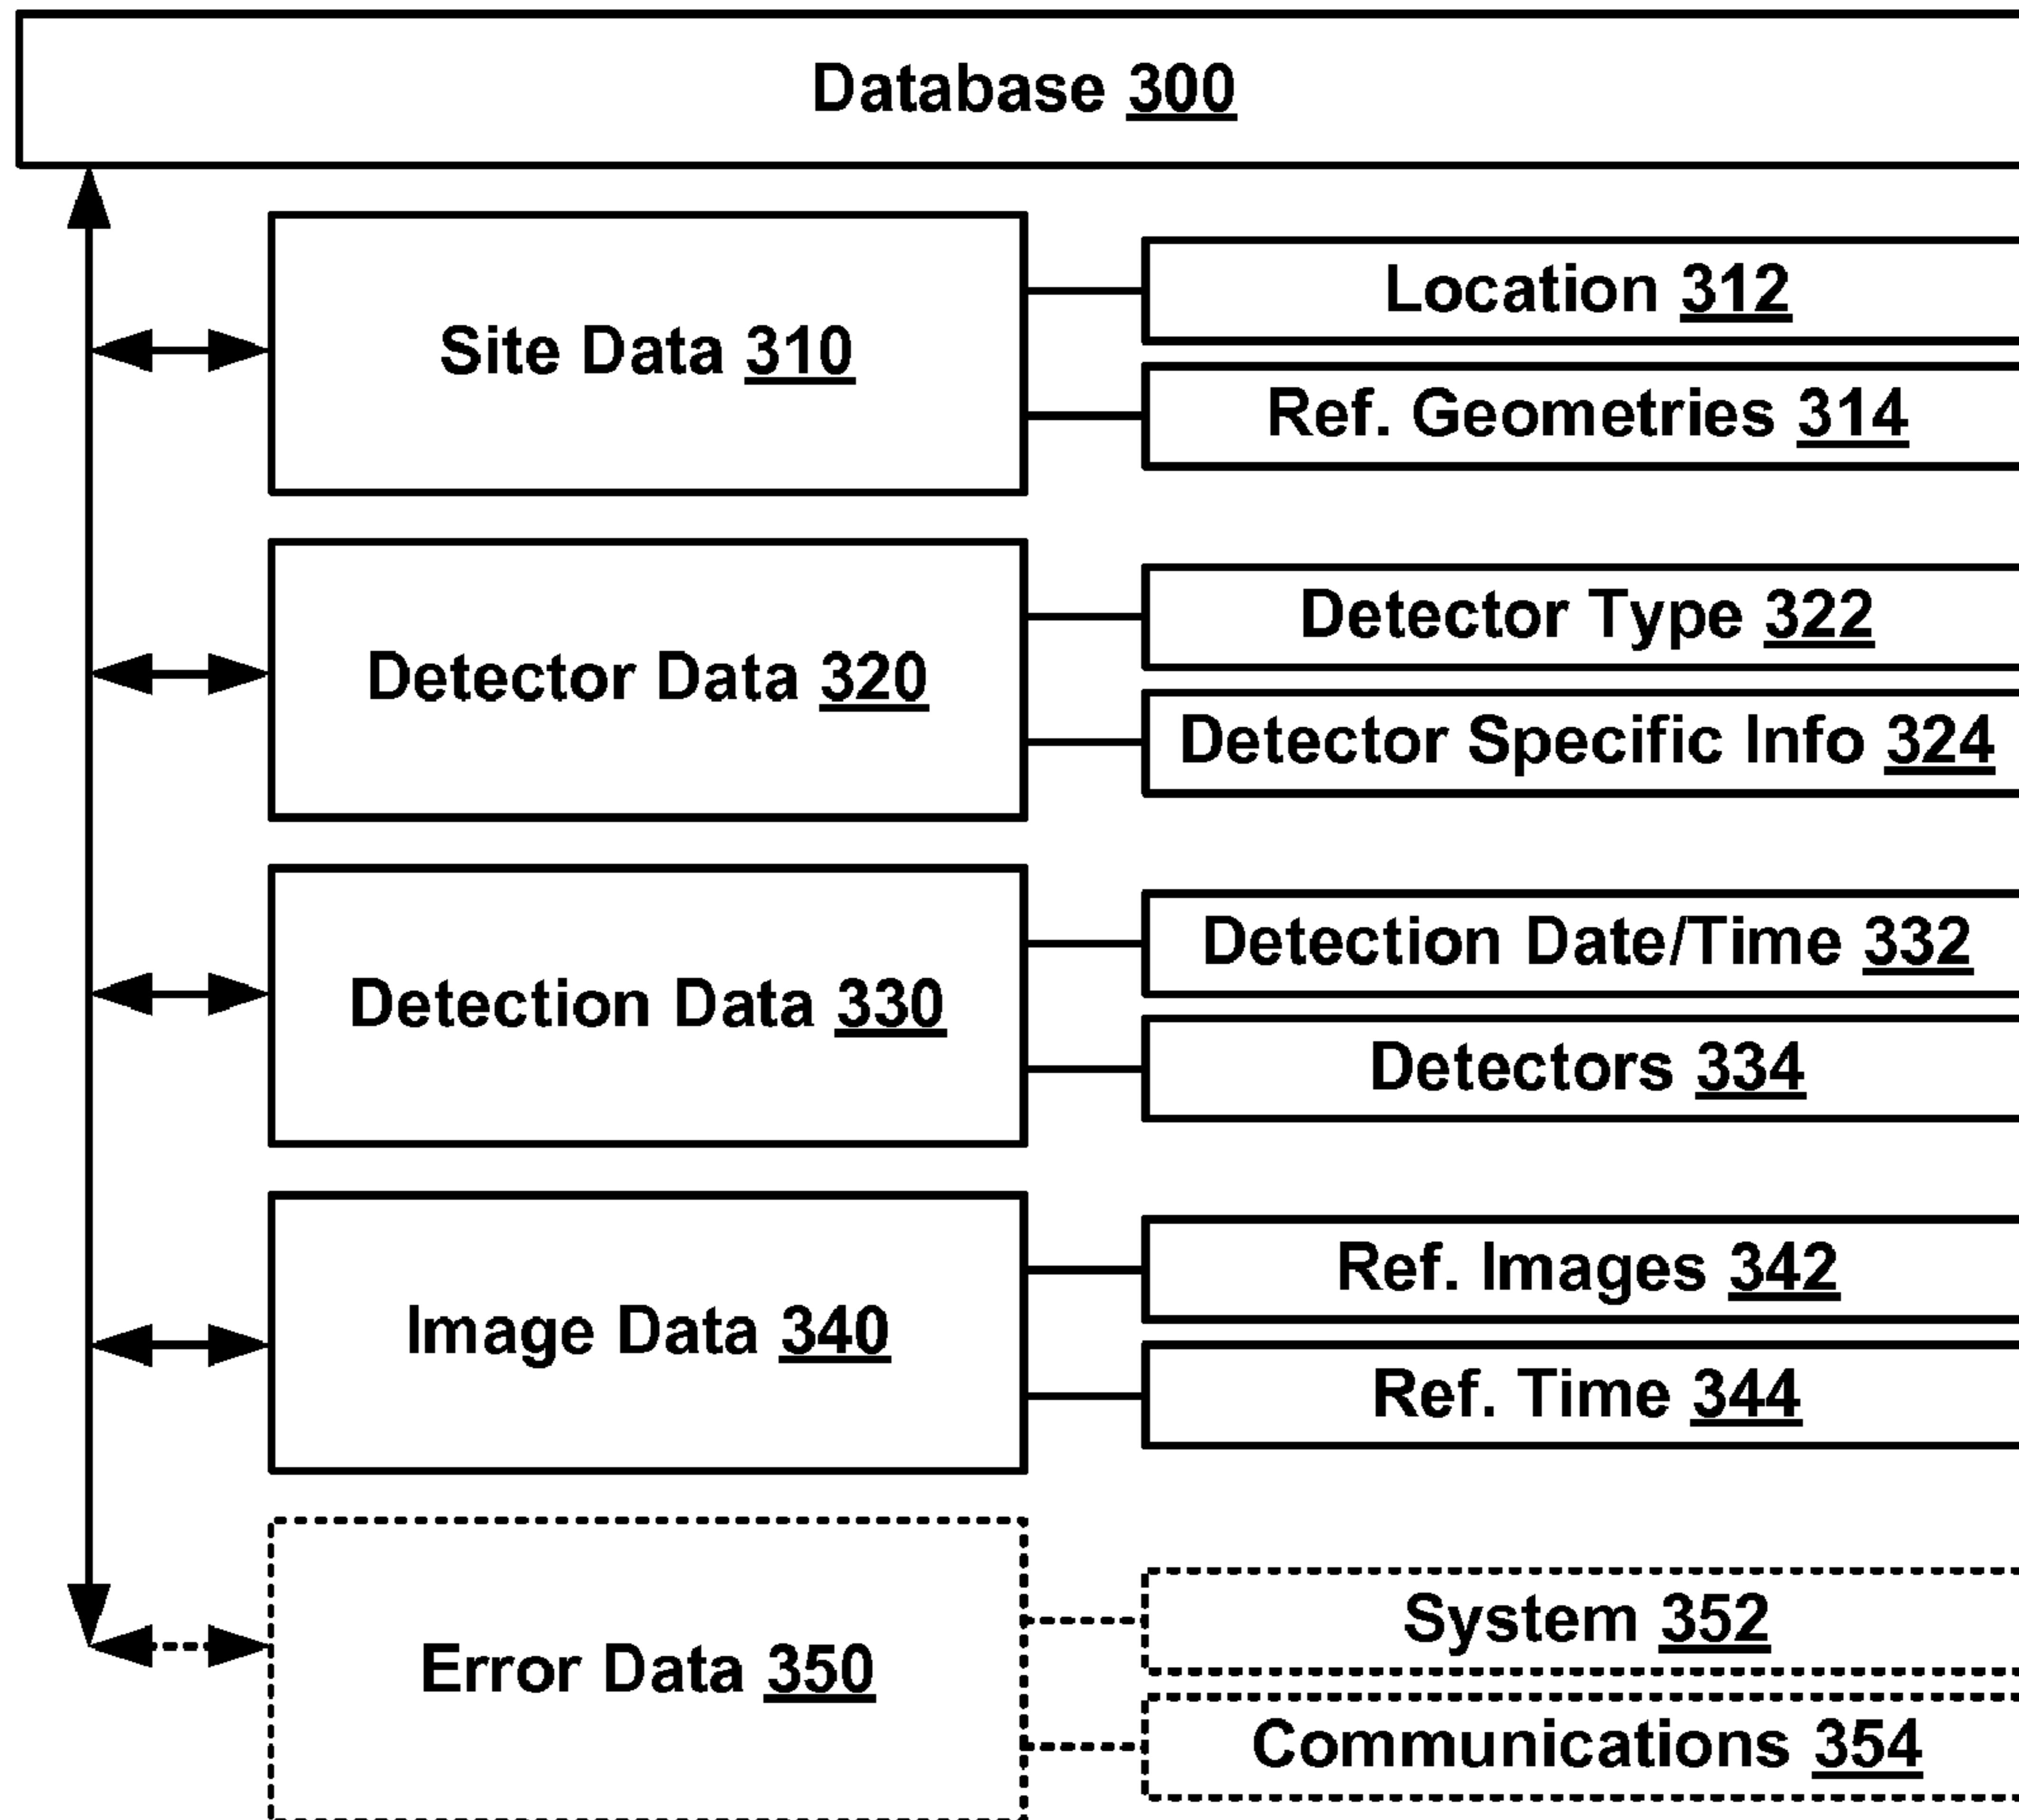 Database 300
Site Data 310
Location 312
Ref. Geometries 314
Detector Data 320
Detector Type 322
Detector Specific Info 324
Detection Data 330
Detection Date/Time 332
Detectors 334
Image Data 340
Ref. Images 342
Ref. Time 344
Error Data 350
System 352
Communications 354